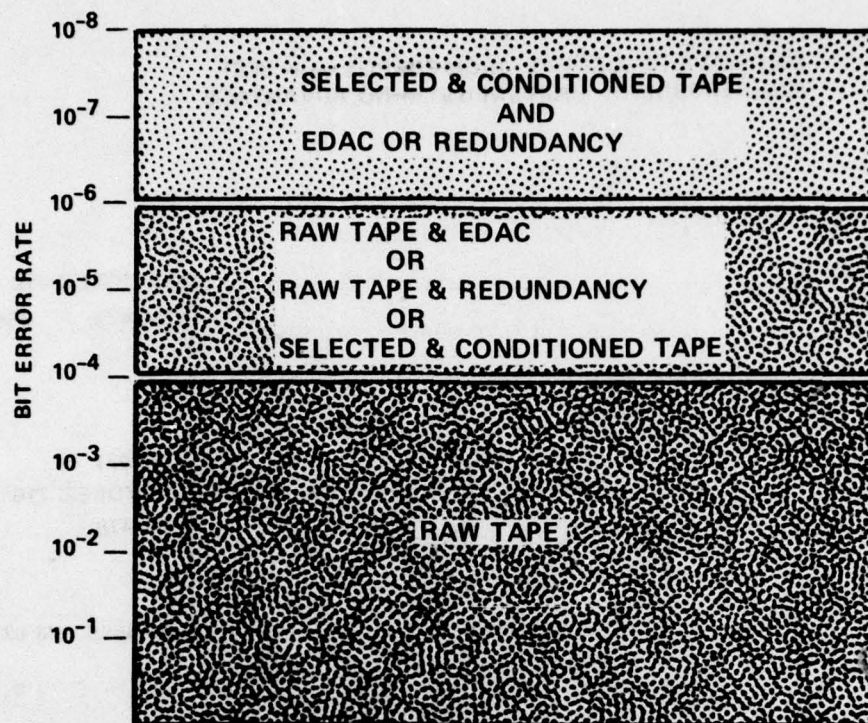 10⁻⁸
SELECTED & CONDITIONED TAPE
AND
EDAC OR REDUNDANCY
10⁻⁷
10⁻⁶
RAW TAPE & EDAC
OR
RAW TAPE & REDUNDANCY
OR
SELECTED & CONDITIONED TAPE
10⁻⁵
10⁻⁴
BIT ERROR RATE
10⁻³
RAW TAPE
10⁻²
10⁻¹